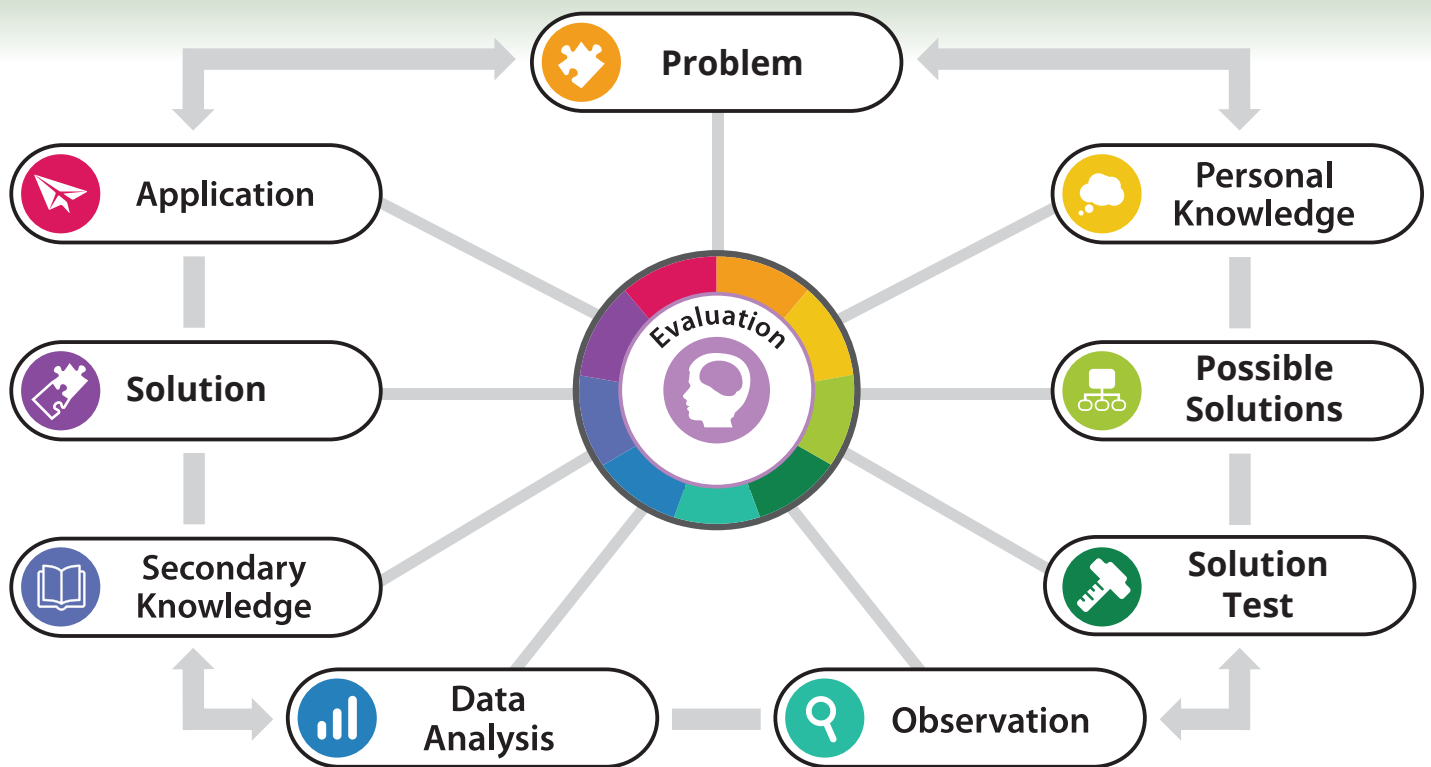 Problem
Personal
Knowledge
Possible
Solutions
Solution
Test
Observation
Data
Analysis
Secondary
Knowledge
Solution
Application
Evaluation